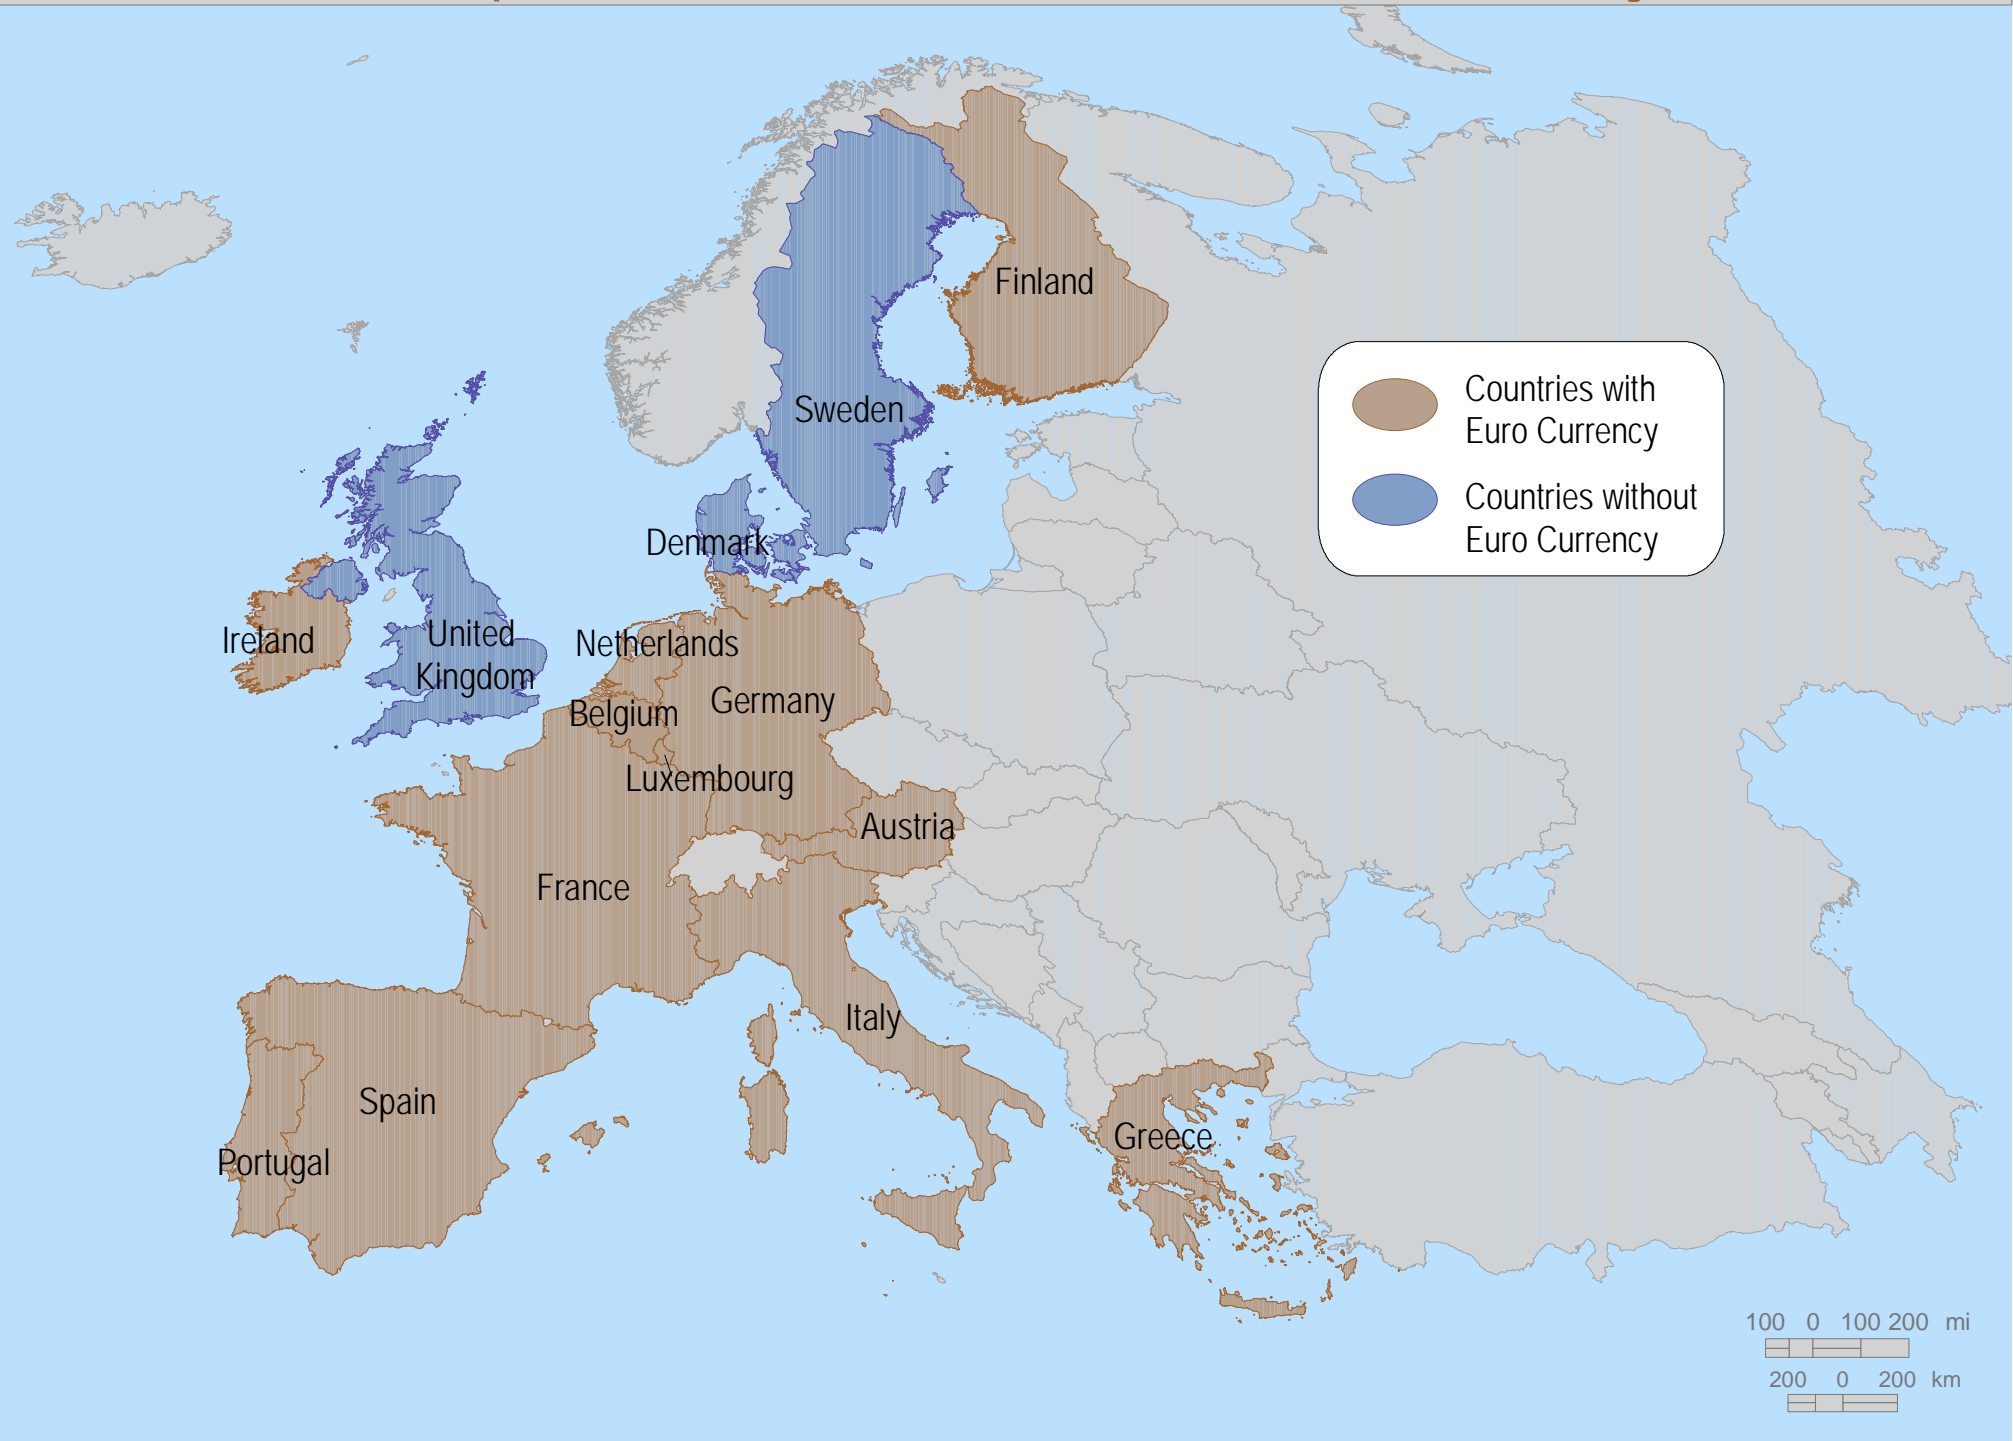 Finland
Sweden
Countries with
Euro Currency
Countries without
Euro Currency
Denmark
Ireland
United
Kingdom
Netherlands
Germany
Belgium
Luxembourg
Austria
France
Italy
Spain
Greece
Portugal
100 0 100 200 mi
200 0 200 km